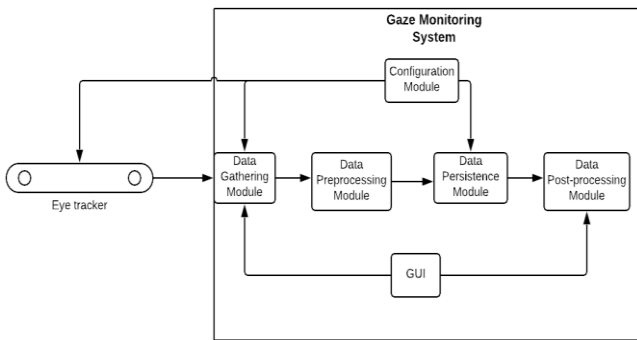 Gaze Monitoring
System
Configuration
Module
Data
Gathering
Module
Data
Preprocessing
Module
Data
Persistence
Module
Data
Post-processing
Module
Eye tracker
GUI